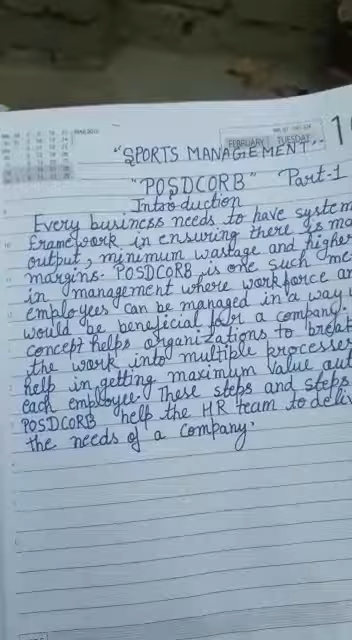 FEBRUARY TUESDAY
"SPORTS MANAGEMENT"
"POSDCORB" Part-1
Introduction
Every business needs to have system
framework in ensuring there is
output, minimum wastage and higher
margins. POSDCORB is one such
in management where workforce
employees can be managed in a way
would be beneficial for a company.
concept helps organizations to
the work into multiple processes
help in getting maximum value
each employee. These steps and steps
POSDCORB help the HR team to
the needs of a company.